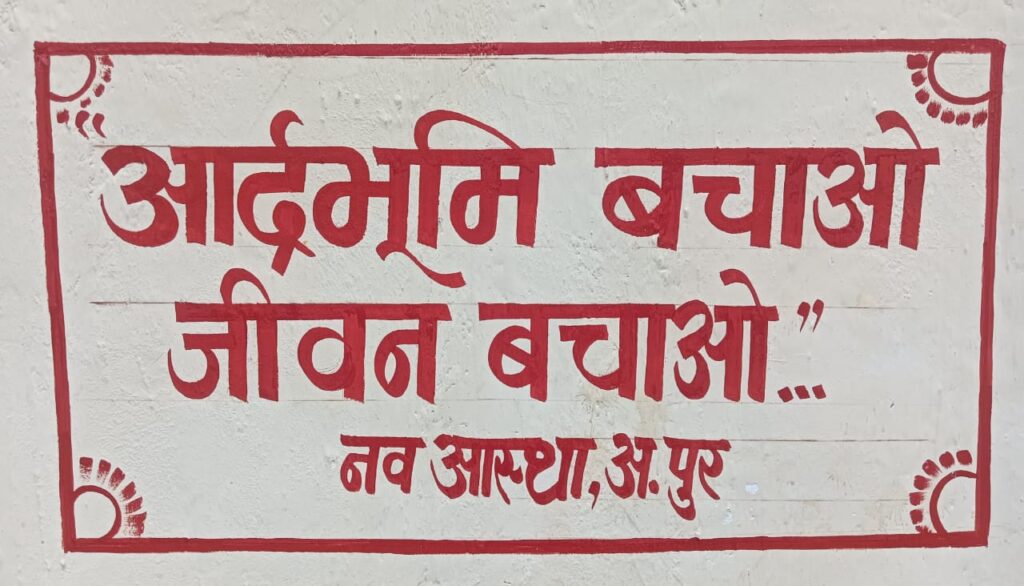 “आर्द्रभूमि बचाओ
जीवन बचाओ...”
नव आस्था, अ. पुर